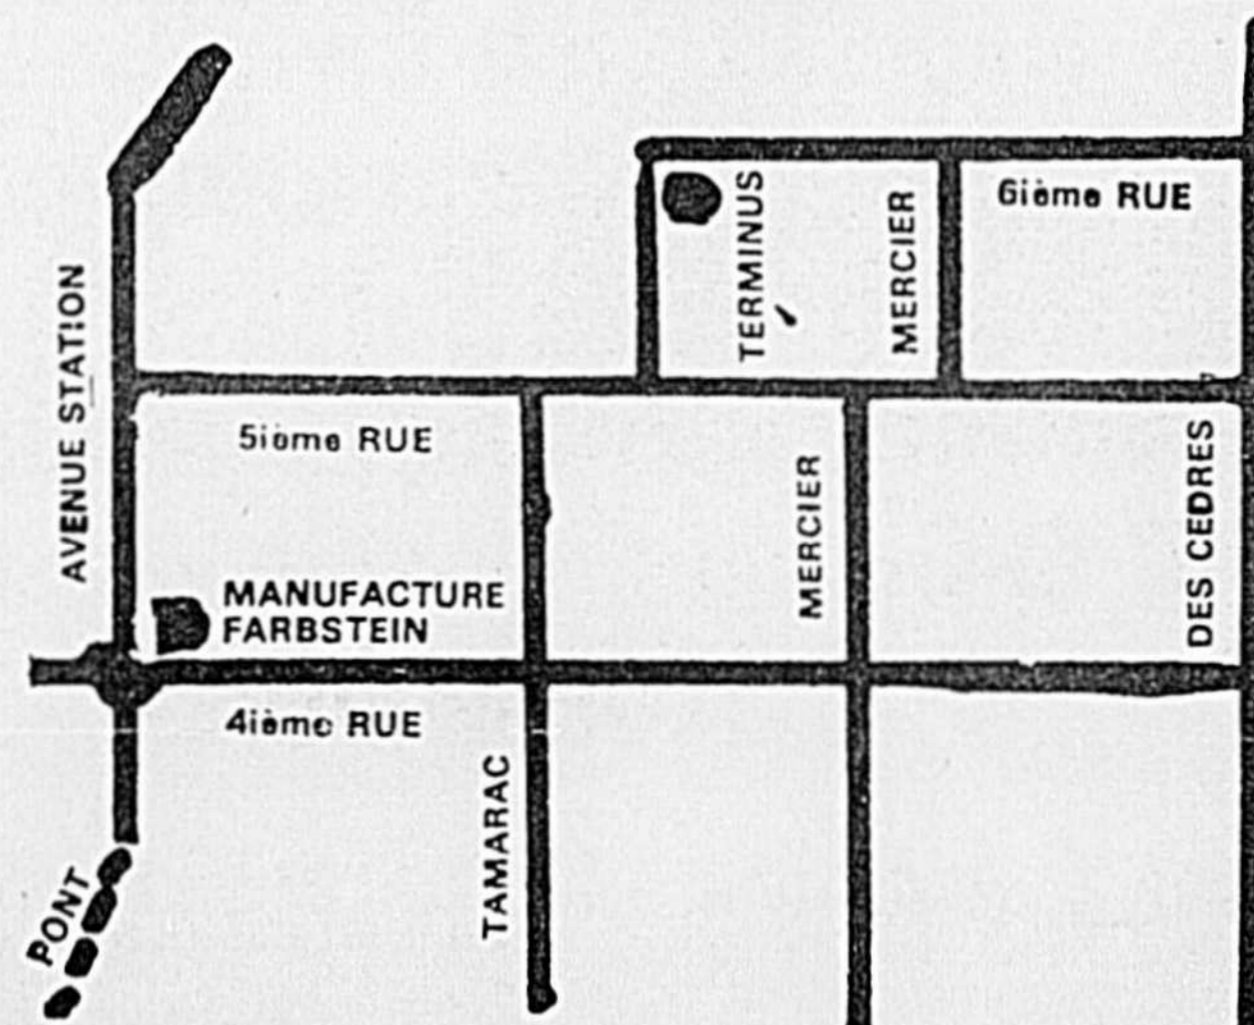 TERMINUS
MERCIER
6ième RUE
AVENUE STATION
5ième RUE
MERCIER
DES CEDRES
MANUFACTURE
FARBSTEIN
4ième RUE
TAMARAC
PONT